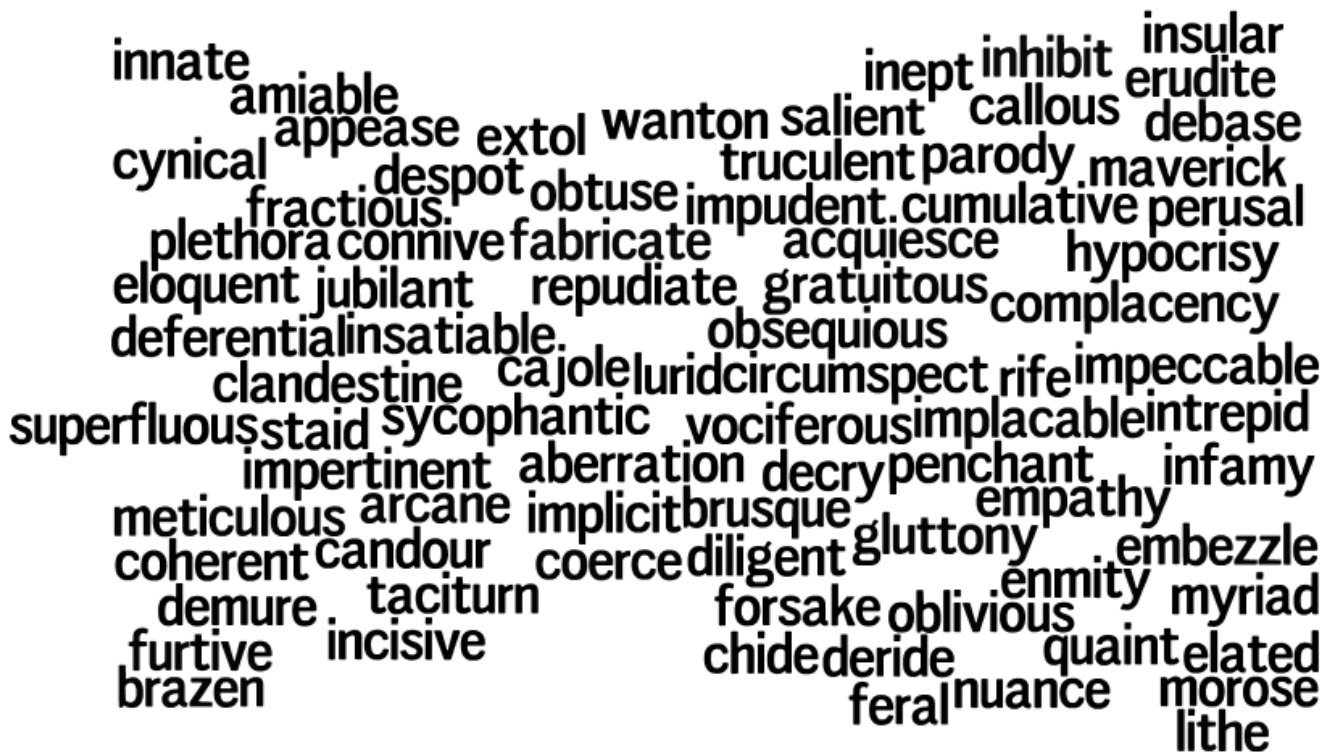 insular
innate
inept inhibit erudite
amiable
appease extol wanton salient callous debase
cynical despot truculent parody maverick
fractious. obtuse impudent. cumulative perusal
plethora connive fabricate acquiesce hypocrisy
eloquent jubilant repudiate gratuitous complacency
deferential insatiable. obsequious
clandestine cajole lurid circumspect rife impeccable
superfluous staid sycophantic vociferous implacable intrepid
impertinent aberration decry penchant infamy
meticulous arcane implicit brusque empathy
coherent candour coerce diligent gluttony embezzle
demure taciturn forsake oblivious enmity myriad
furtive incisive chide deride quaint elated
brazen feral nuance morose
lithe